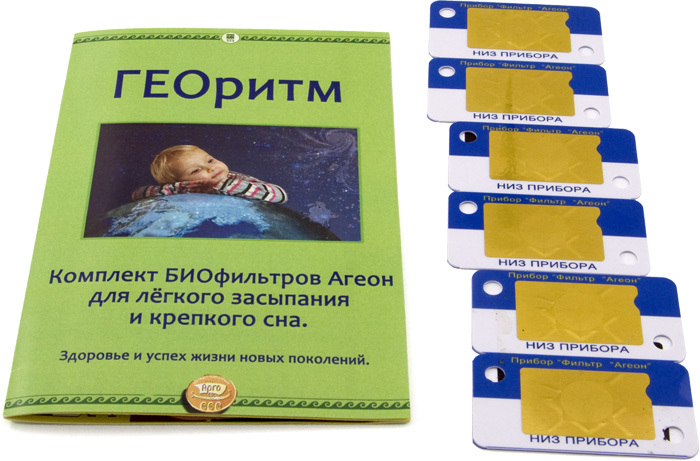 ГЕОритм
Комплект БИОфильтров Агеон
для лёгкого засыпания
и крепкого сна.
Здоровье и успех жизни новых поколений.
Арго
Прибор "Фильтр "Агеон"
НИЗ ПРИБОРА
Прибор "Фильтр "Агеон"
НИЗ ПРИБОРА
Прибор "Фильтр "Агеон"
НИЗ ПРИБОРА
Прибор "Фильтр "Агеон"
НИЗ ПРИБОРА
Прибор "Фильтр "Агеон"
НИЗ ПРИБОРА
Прибор "Фильтр "Агеон"
НИЗ ПРИБОРА